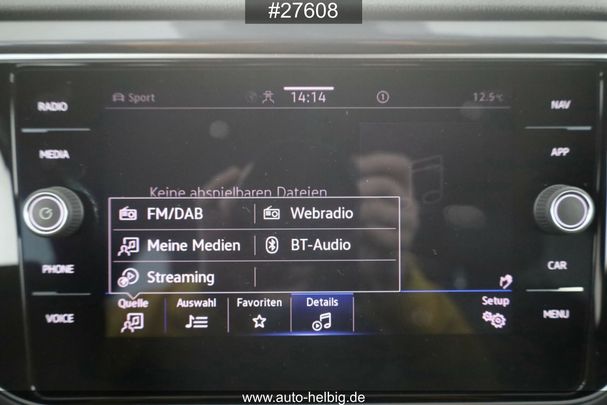 #27608
RADIO
MEDIA
PHONE
VOICE
Sport 14:14 12.5°C
Keine abspielbaren Dateien
FM/DAB Webradio
Meine Medien BT-Audio
Streaming
Quelle Auswahl Favoriten Details Setup
NAV
APP
CAR
MENU
www.auto-helbig.de